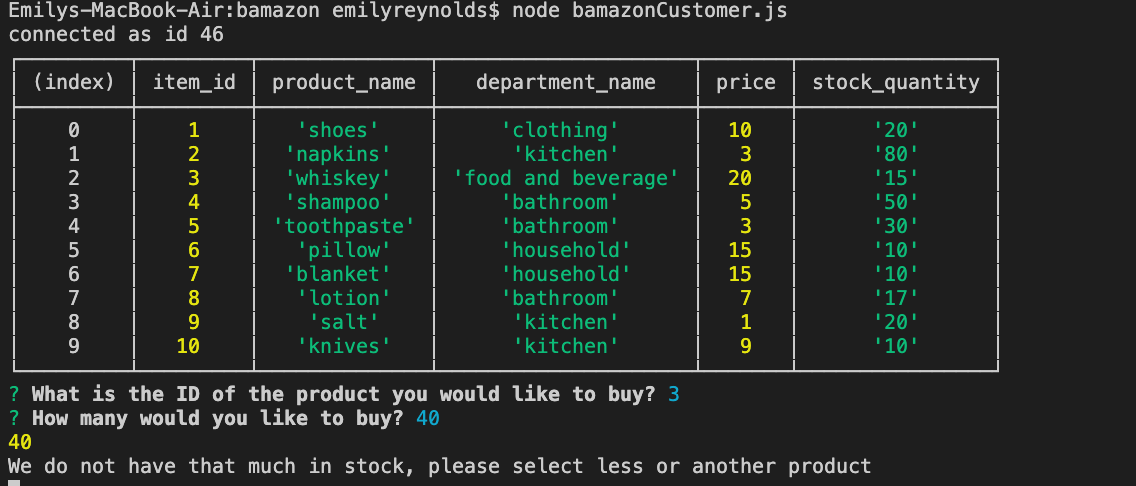 Emilys-MacBook-Air:bamazon emilyreynolds$ node bamazonCustomer.js
connected as id 46
(index) item_id product_name department_name price stock_quantity
0 1 'shoes' 'clothing' 10 '20'
1 2 'napkins' 'kitchen' 3 '80'
2 3 'whiskey' 'food and beverage' 20 '15'
3 4 'shampoo' 'bathroom' 5 '50'
4 5 'toothpaste' 'bathroom' 3 '30'
5 6 'pillow' 'household' 15 '10'
6 7 'blanket' 'household' 15 '10'
7 8 'lotion' 'bathroom' 7 '17'
8 9 'salt' 'kitchen' 1 '20'
9 10 'knives' 'kitchen' 9 '10'
? What is the ID of the product you would like to buy? 3
? How many would you like to buy? 40
40
We do not have that much in stock, please select less or another product